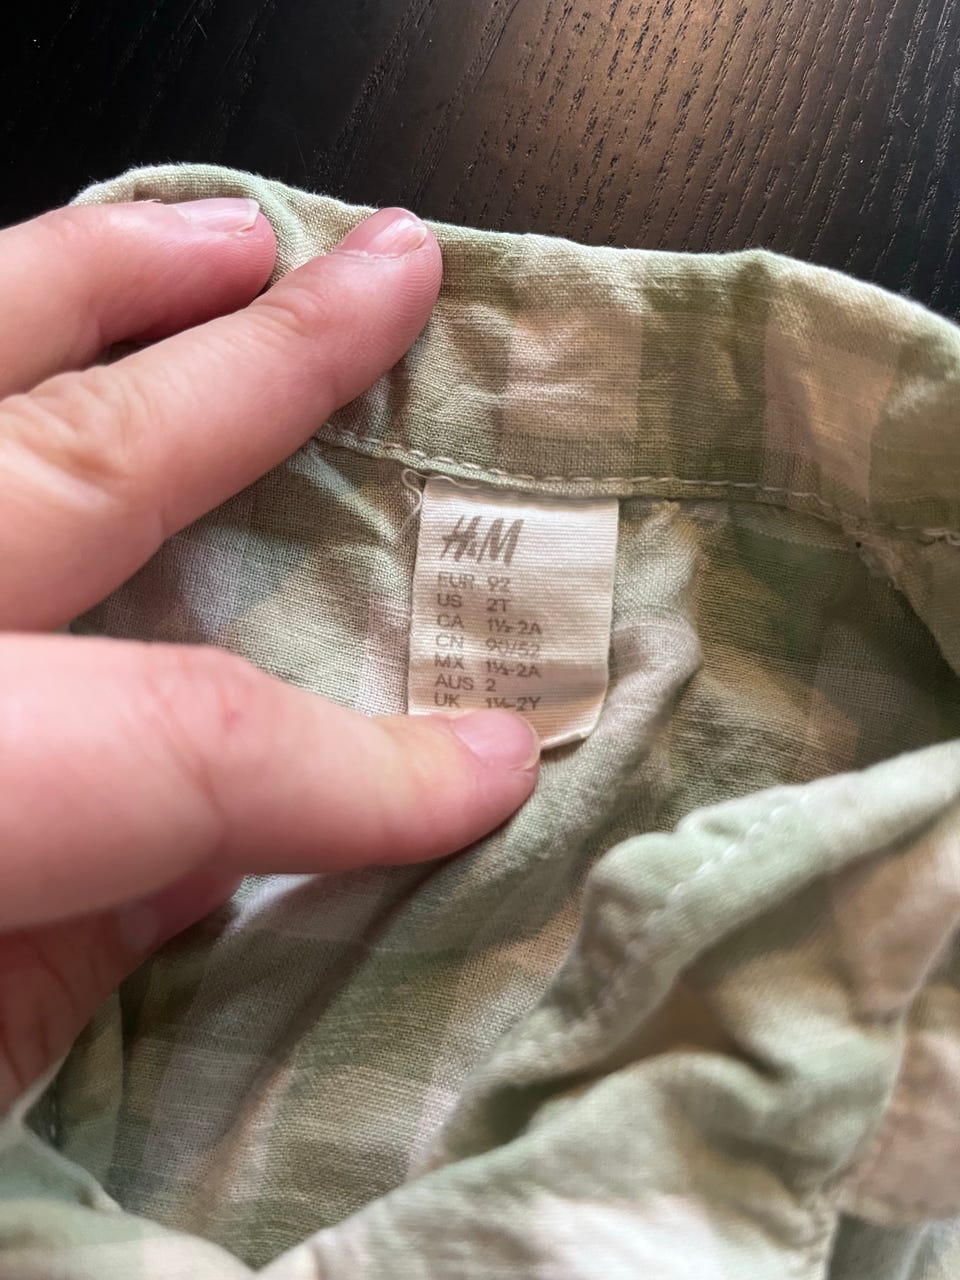 H&M
EUR 92
US 2T
CA 1½-2A
CN 90/52
MX 1½-2A
AUS 2
UK 1½-2Y